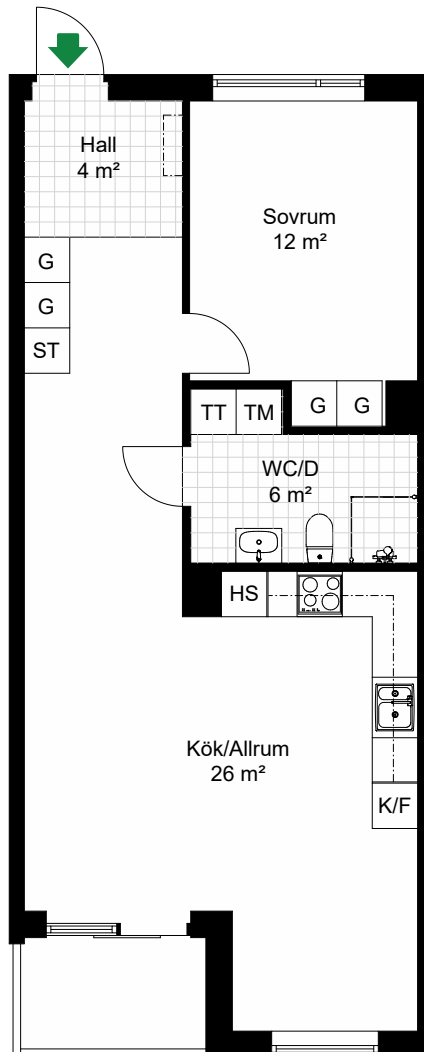 Hall
4 m²
Sovrum
12 m²
G
G
ST
TT TM G G
WC/D
6 m²
HS
Kök/Allrum
26 m²
K/F